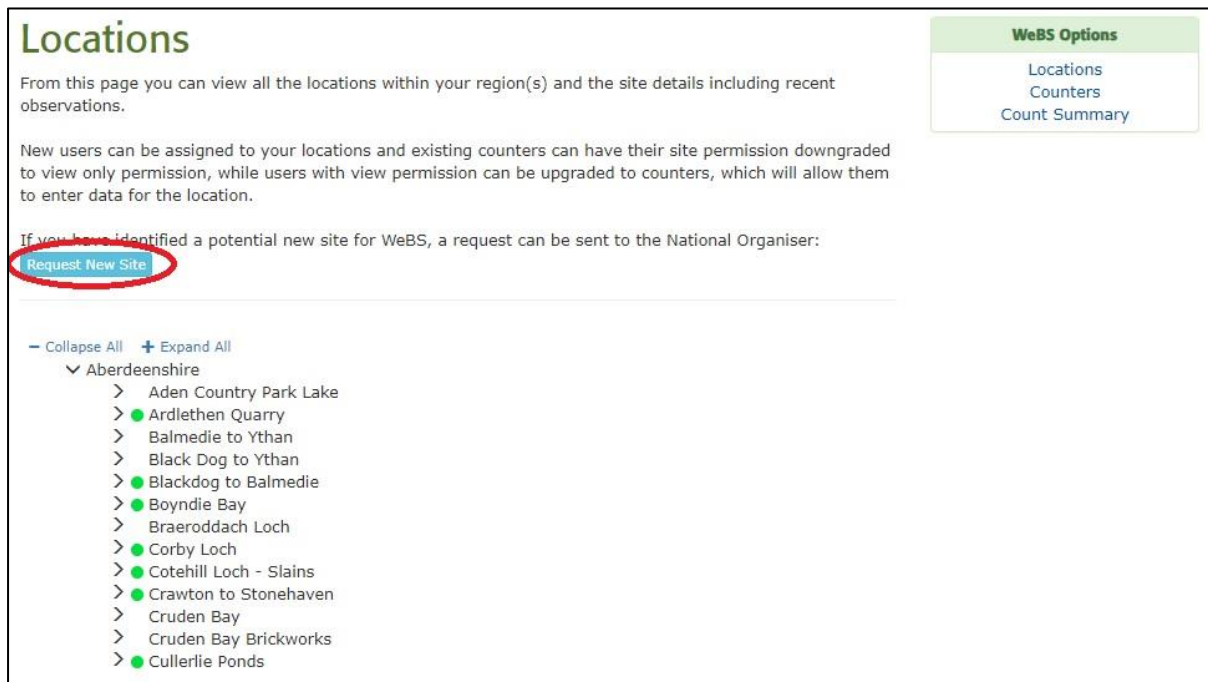 Locations
From this page you can view all the locations within your region(s) and the site details including recent
observations.
New users can be assigned to your locations and existing counters can have their site permission downgraded
to view only permission, while users with view permission can be upgraded to counters, which will allow them
to enter data for the location.
If you have identified a potential new site for WeBS, a request can be sent to the National Organiser:
Request New Site
Collapse All Expand All
Aberdeenshire
Aden Country Park Lake
Ardlethen Quarry
Balmedie to Ythan
Black Dog to Ythan
Blackdog to Balmedie
Boyndie Bay
Braeroddach Loch
Corby Loch
Cotehill Loch - Slains
Crawton to Stonehaven
Cruden Bay
Cruden Bay Brickworks
Cullerlie Ponds
WeBS Options
Locations
Counters
Count Summary